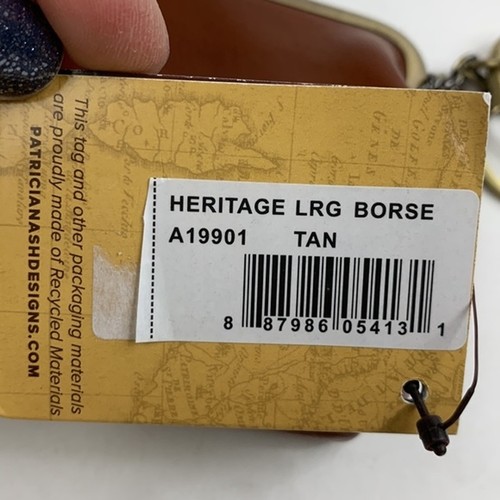 HERITAGE LRG BORSE
A19901 TAN
8 87986 05413 1
This tag and other packaging materials
are proudly made of Recycled Materials.
PATRICIANASHDESIGNS.COM